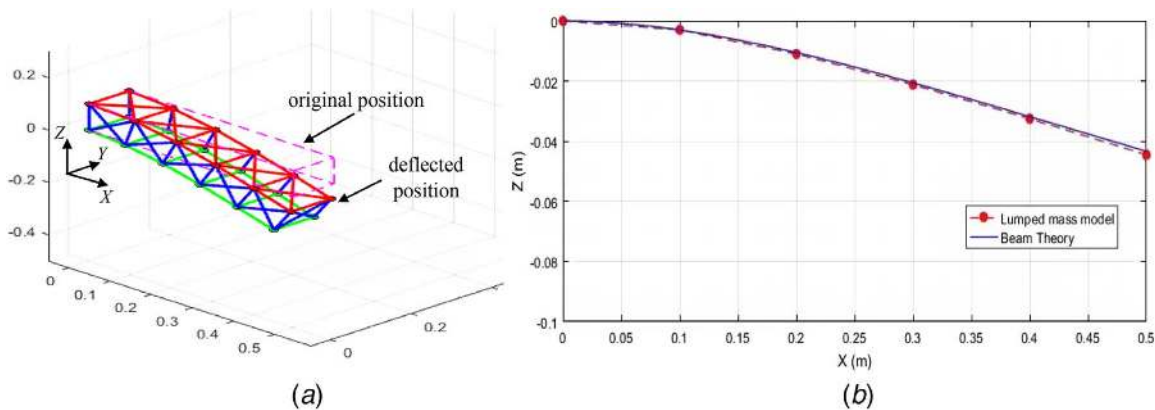 0.2
0
-0.2
-0.4
Z
Y
X
original position
deflected
position
0
0.1
0.2
0.3
0.4
0.5
0
0.2
(a)
0
-0.02
-0.04
-0.06
-0.08
-0.1
Z (m)
Lumped mass model
Beam Theory
0 0.05 0.1 0.15 0.2 0.25 0.3 0.35 0.4 0.45 0.5
X (m)
(b)